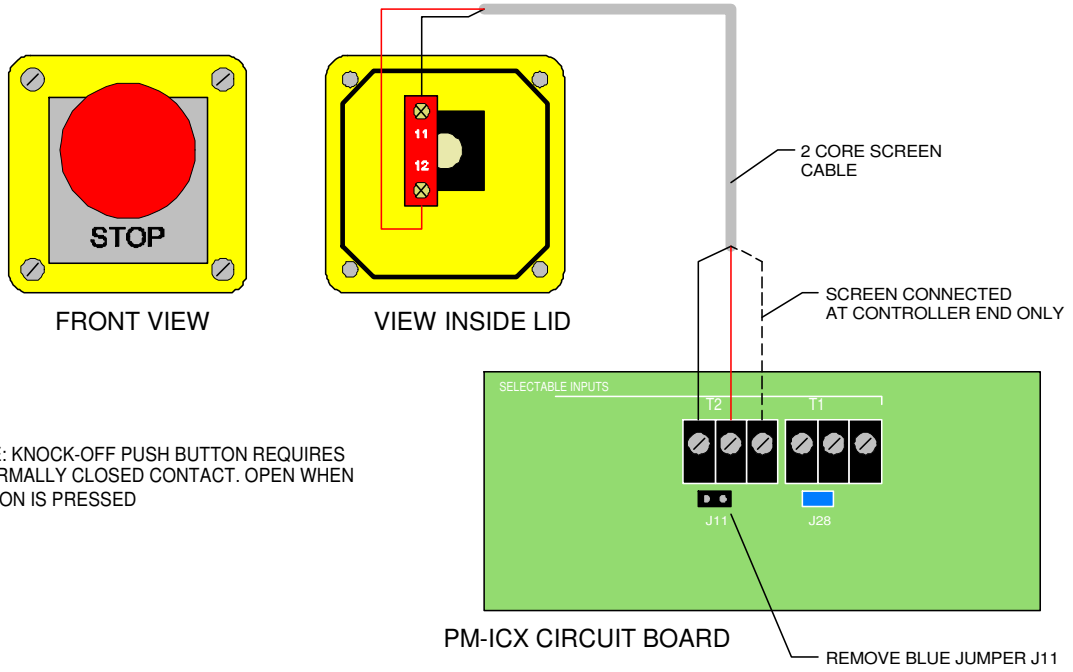 2 CORE SCREEN
CABLE
11
12
STOP
FRONT VIEW
VIEW INSIDE LID
SCREEN CONNECTED
AT CONTROLLER END ONLY
SELECTABLE INPUTS
T2
T1
: KNOCK-OFF PUSH BUTTON REQUIRES
CLOSED CONTACT. OPEN WHEN
IS PRESSED
J11
J28
PM-ICX CIRCUIT BOARD
REMOVE BLUE JUMPER J11